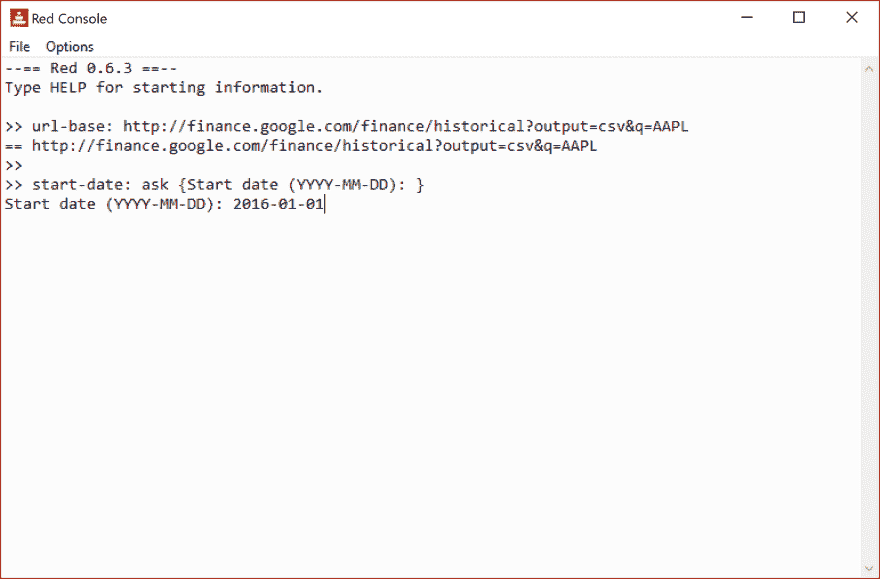 Red Console
File Options
--== Red 0.6.3 ==--
Type HELP for starting information.
>> url-base: http://finance.google.com/finance/historical?output=csv&q=AAPL
== http://finance.google.com/finance/historical?output=csv&q=AAPL
>>
>> start-date: ask {Start date (YYYY-MM-DD): }
Start date (YYYY-MM-DD): 2016-01-01